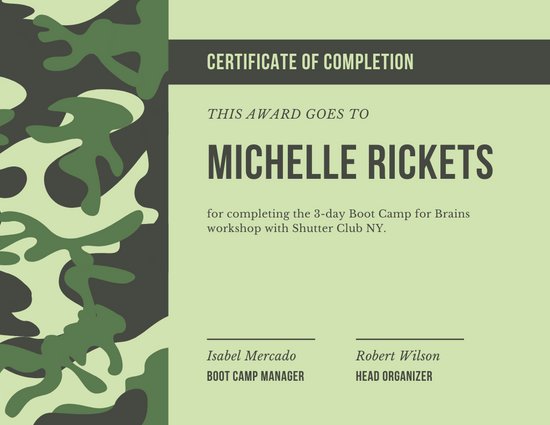 CERTIFICATE OF COMPLETION
THIS AWARD GOES TO
MICHELLE RICKETS
for completing the 3-day Boot Camp for Brains
workshop with Shutter Club NY.
Isabel Mercado
BOOT CAMP MANAGER
Robert Wilson
HEAD ORGANIZER